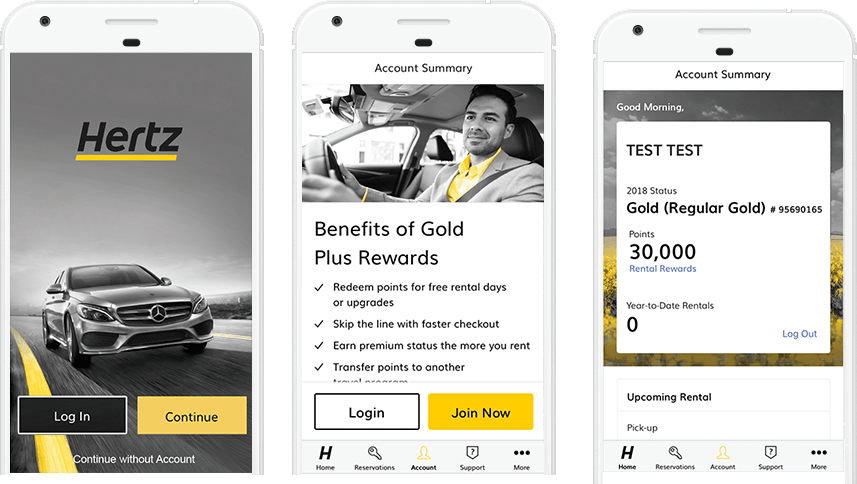 Hertz
Log In
Continue
Continue without Account
Account Summary
Benefits of Gold
Plus Rewards
Redeem points for free rental days
or upgrades
Skip the line with faster checkout
Earn premium status the more you rent
Transfer points to another
travel program
Login
Join Now
H
Home
Reservations
Account
?
Support
More
Account Summary
Good Morning,
TEST TEST
2018 Status
Gold (Regular Gold) # 95690165
Points
30,000
Rental Rewards
Year-to-Date Rentals
0
Log Out
Upcoming Rental
Pick-up
H
Home
Reservations
Account
?
Support
More